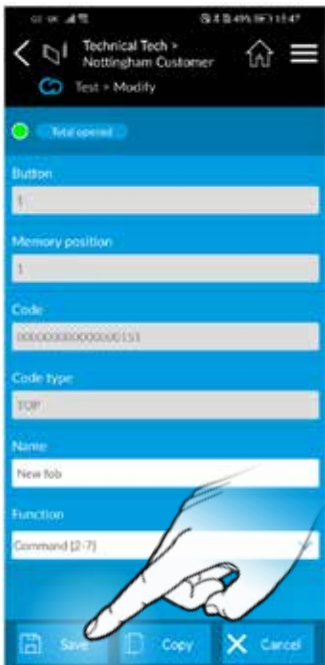 Technical Tech >
Nottingham Customer
Test > Modify
Total opened
Button
1
Memory position
1
Code
Code type
TOP
Name
New fob
Function
Command [2-7]
Save
Copy
Cancel